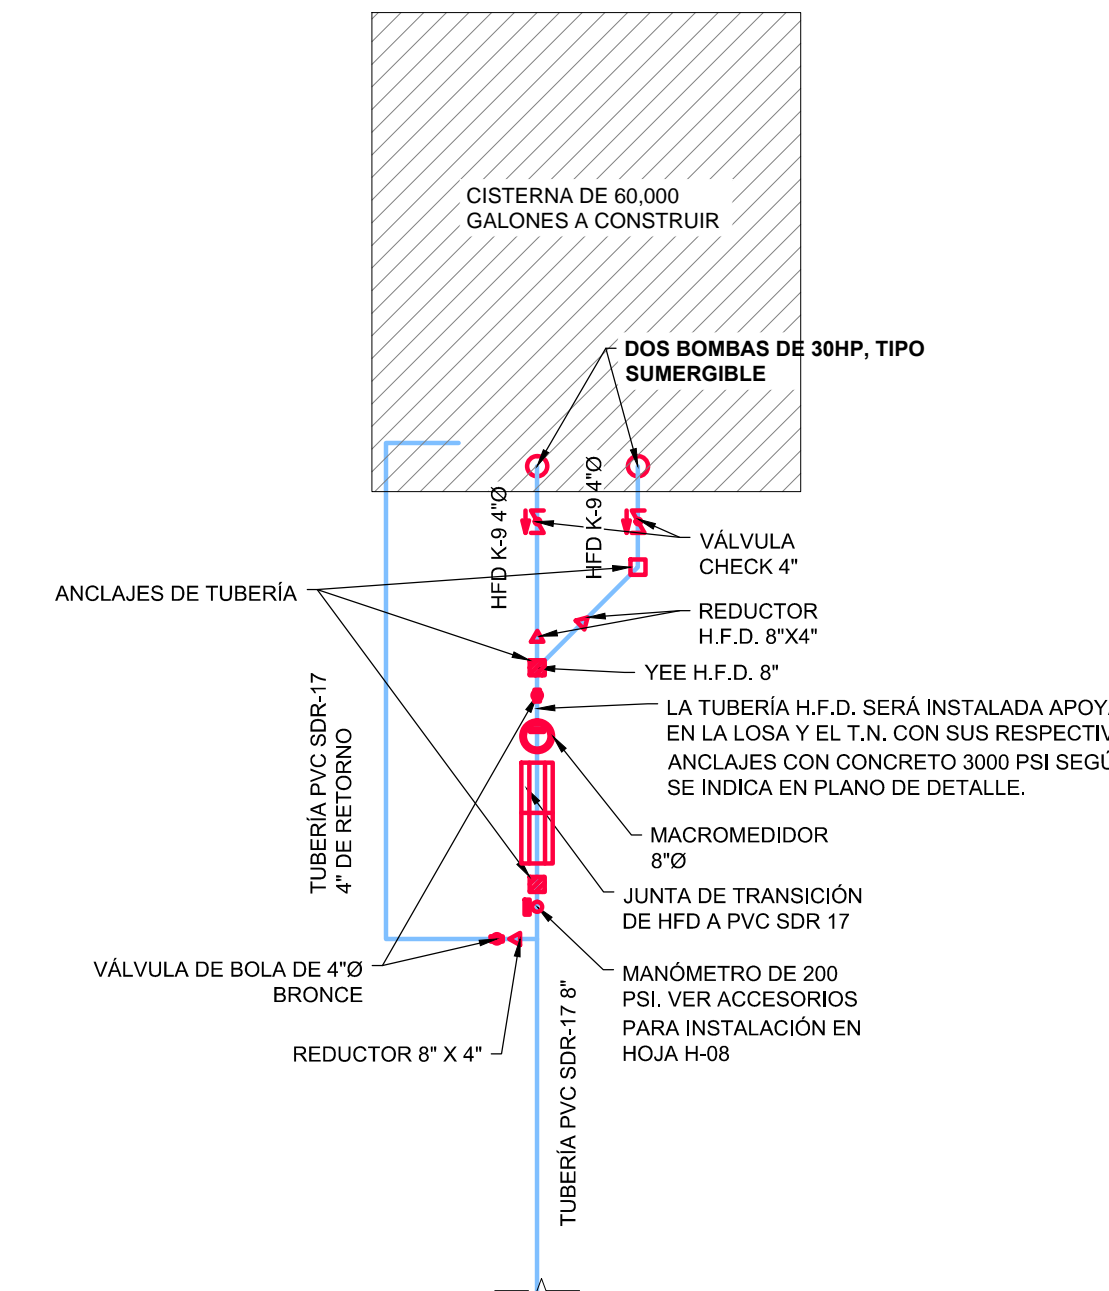 CISTERNA DE 60,000
GALONES A CONSTRUIR
DOS BOMBAS DE 30HP, TIPO
SUMERGIBLE
HFD K-9 4"Ø
HFD K-9 4"Ø
VÁLVULA
CHECK 4"
ANCLAJES DE TUBERÍA
REDUCTOR
H.F.D. 8"X4"
YEE H.F.D. 8"
LA TUBERÍA H.F.D. SERÁ INSTALADA APOYA
EN LA LOSA Y EL T.N. CON SUS RESPECTIV
ANCLAJES CON CONCRETO 3000 PSI SEGÚ
SE INDICA EN PLANO DE DETALLE.
TUBERÍA PVC SDR-17
4" DE RETORNO
MACROMEDIDOR
8"Ø
JUNTA DE TRANSICIÓN
DE HFD A PVC SDR 17
VÁLVULA DE BOLA DE 4"Ø
BRONCE
MANÓMETRO DE 200
PSI. VER ACCESORIOS
PARA INSTALACIÓN EN
HOJA H-08
REDUCTOR 8" X 4"
TUBERÍA PVC SDR-17 8"